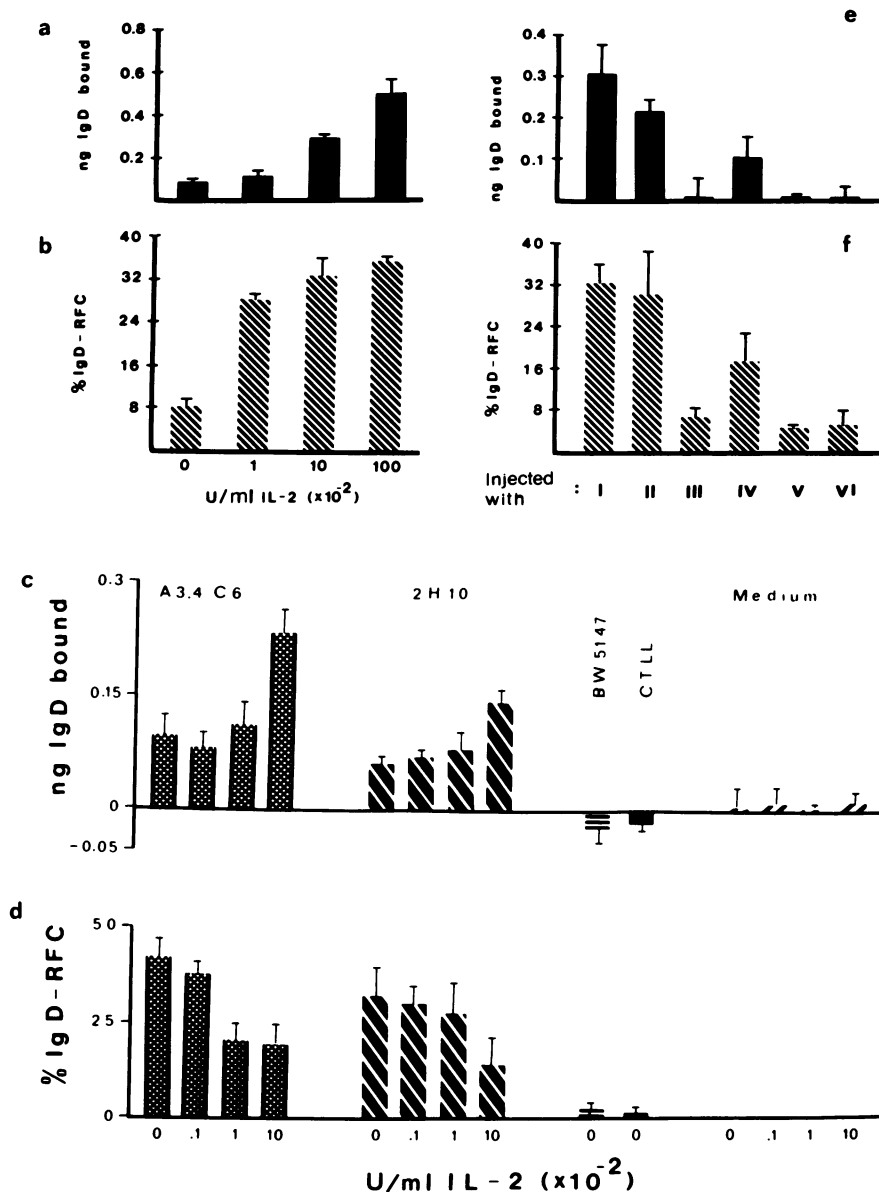 a
ng IgD bound
0.8
0.6
0.4
0.2
e
ng IgD bound
0.4
0.3
0.2
0.1
b
% IgD-RFC
40
32
24
16
8
0 1 10 100
U/ml IL-2 (x10-2)
f
% IgD-RFC
40
32
24
16
8
Injected with : I II III IV V VI
c
ng IgD bound
0.3
0.15
0
-0.05
A3.4 C6
2H10
BW5147
CTLL
Medium
d
% IgD-RFC
50
25
0
0 .1 1 10 0 .1 1 10 0 0 0 .1 1 10
U/ml IL-2 (x10-2)